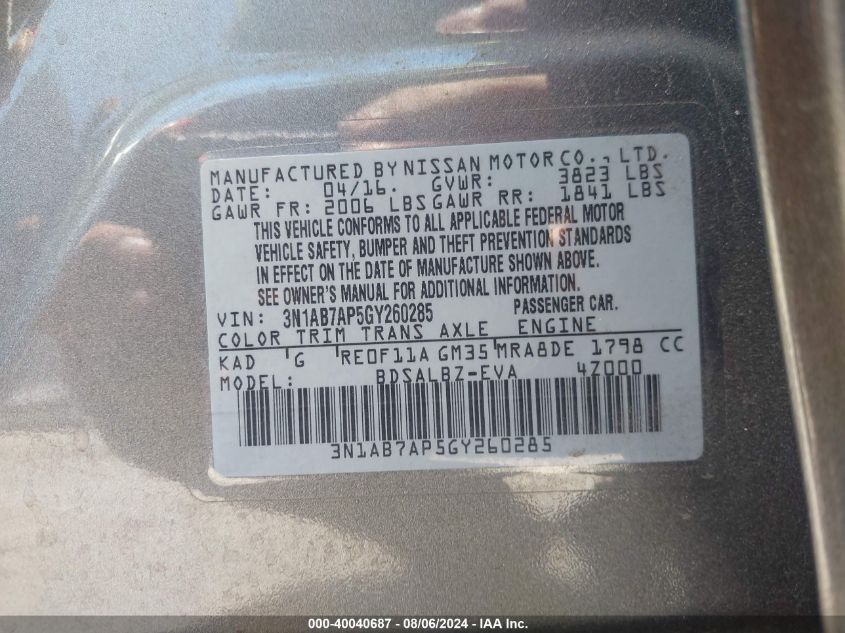 MANUFACTURED BY NISSAN MOTOR CO., LTD.
DATE: 04/16. GVWR: 3823 LBS
GAWR FR: 2006 LBS GAWR RR: 1841 LBS
THIS VEHICLE CONFORMS TO ALL APPLICABLE FEDERAL MOTOR
VEHICLE SAFETY, BUMPER AND THEFT PREVENTION STANDARDS
IN EFFECT ON THE DATE OF MANUFACTURE SHOWN ABOVE.
SEE OWNER'S MANUAL FOR ADDITIONAL INFORMATION.
VIN: 3N1AB7AP5GY260285 PASSENGER CAR.
COLOR TRIM TRANS AXLE ENGINE
KAD G RE0F11A GM35 MRA8DE 1798 CC
MODEL: BDSALBZ-EVA 4Z000
3N1AB7AP5GY260285
000-40040687 - 08/06/2024 - IAA Inc.